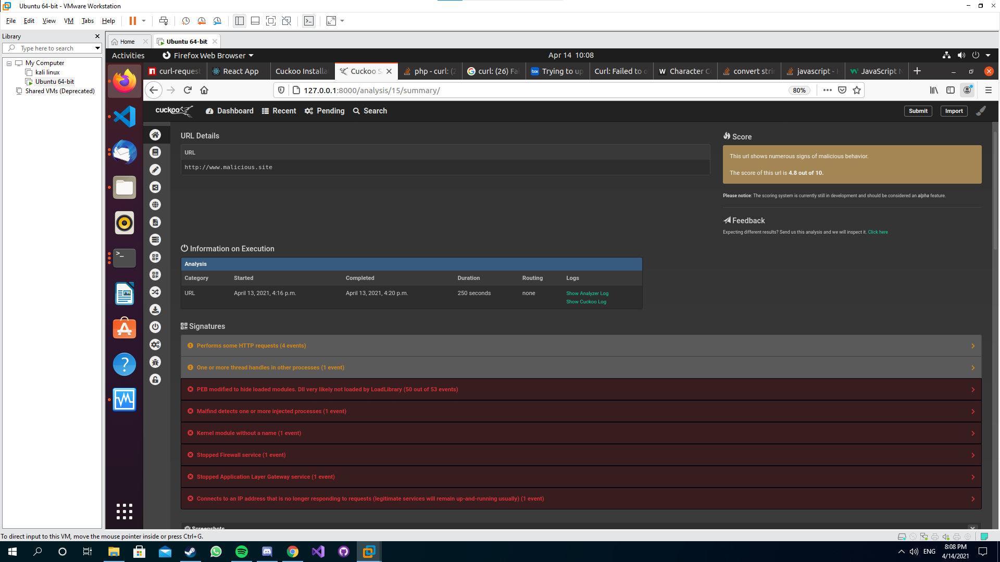 Ubuntu 64-bit - VMware Workstation
File Edit View VM Tabs Help
Library
Type here to search
My Computer
kali linux
Ubuntu 64-bit
Shared VMs (Deprecated)
Home
Ubuntu 64-bit
Activities
Firefox Web Browser
Apr 14 10:08
curl-request
React App
Cuckoo Installa
Cuckoo S
php - curl: (2
curl: (26) Fai
Trying to up
Curl: Failed to
Character C
convert stri
javascript -
JavaScript
127.0.0.1:8000/analysis/15/summary/
80%
cuckoo
Dashboard
Recent
Pending
Search
Submit
Import
URL Details
URL
http://www.malicious.site
Score
This url shows numerous signs of malicious behavior.
The score of this url is 4.8 out of 10.
Please notice: The scoring system is currently still in development and should be considered an alpha feature.
Feedback
Expecting different results? Send us this analysis and we will inspect it. Click here
Information on Execution
Analysis
Category Started Completed Duration Routing Logs
URL April 13, 2021, 4:16 p.m. April 13, 2021, 4:20 p.m. 250 seconds none Show Analyzer Log
Show Cuckoo Log
Signatures
Performs some HTTP requests (4 events)
One or more thread handles in other processes (1 event)
PEB modified to hide loaded modules. Dll very likely not loaded by LoadLibrary (50 out of 53 events)
Malfind detects one or more injected processes (1 event)
Kernel module without a name (1 event)
Stopped Firewall service (1 event)
Stopped Application Layer Gateway service (1 event)
Connects to an IP address that is no longer responding to requests (legitimate services will remain up-and-running usually) (1 event)
Screenshots
To direct input to this VM, move the mouse pointer inside or press Ctrl+G.
ENG
8:08 PM
4/14/2021